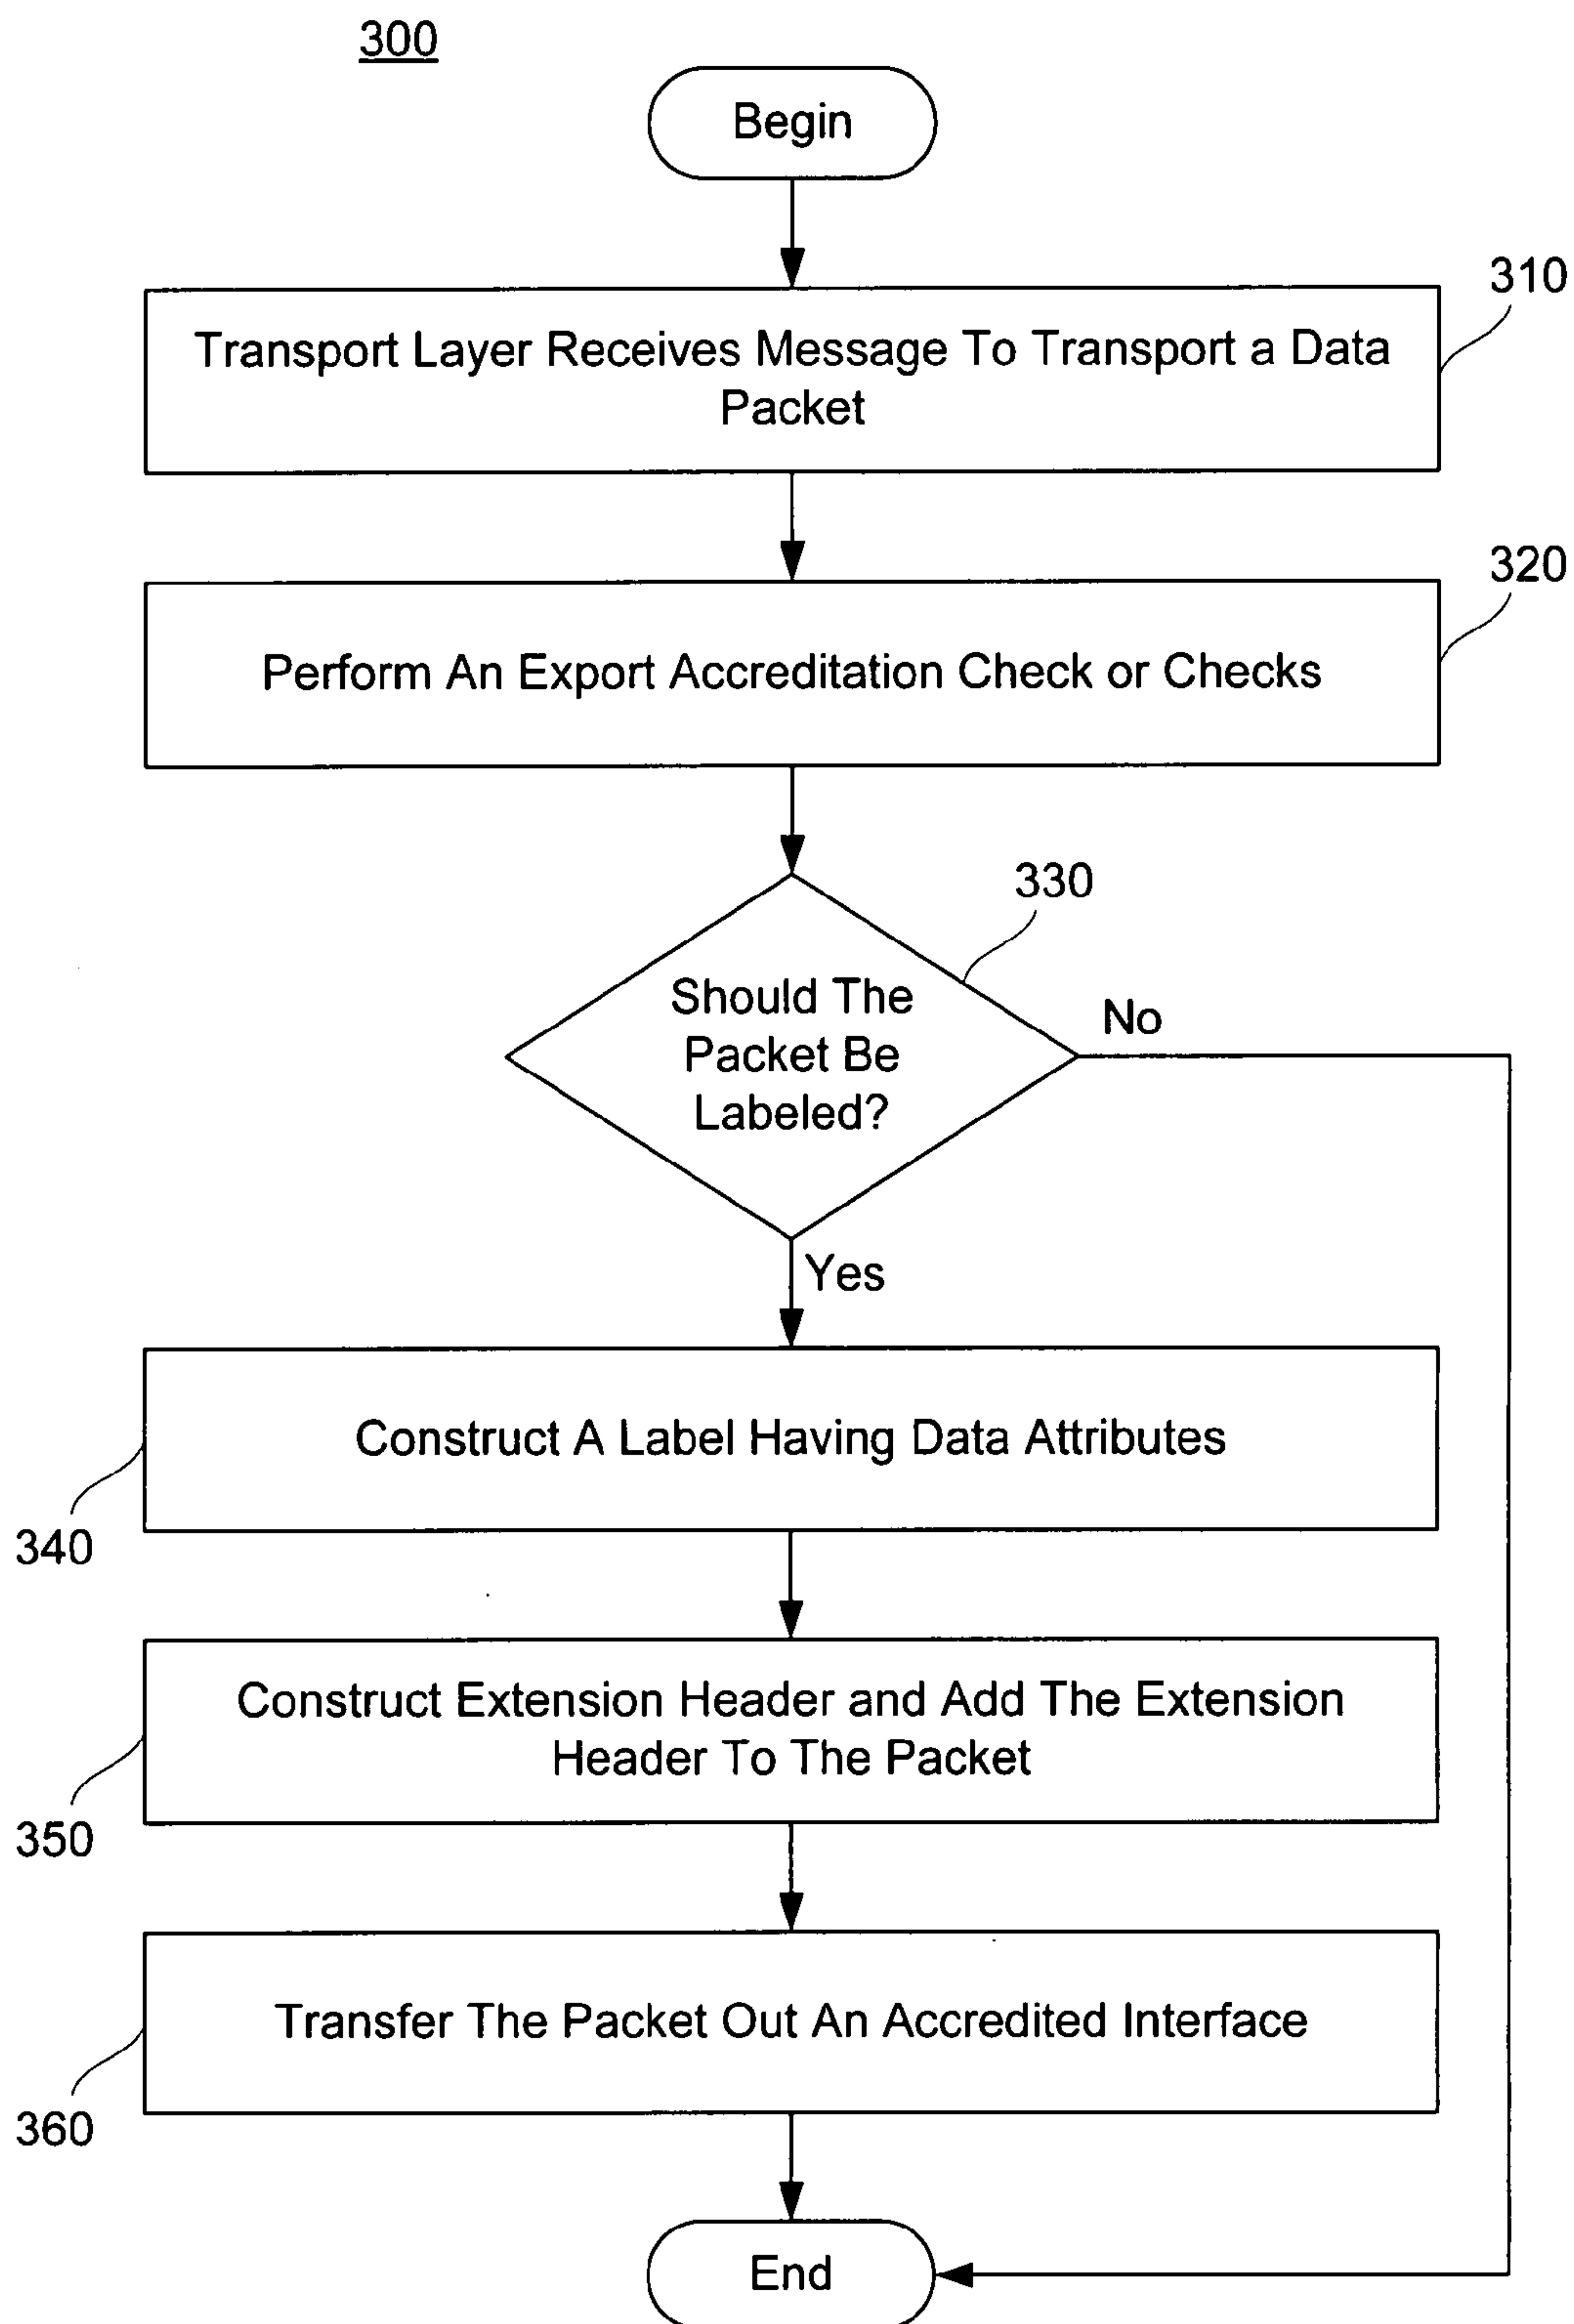 300
Begin
310
Transport Layer Receives Message To Transport a Data
Packet
320
Perform An Export Accreditation Check or Checks
330
Should The
Packet Be
Labeled?
No
Yes
Construct A Label Having Data Attributes
340
Construct Extension Header and Add The Extension
Header To The Packet
350
Transfer The Packet Out An Accredited Interface
360
End